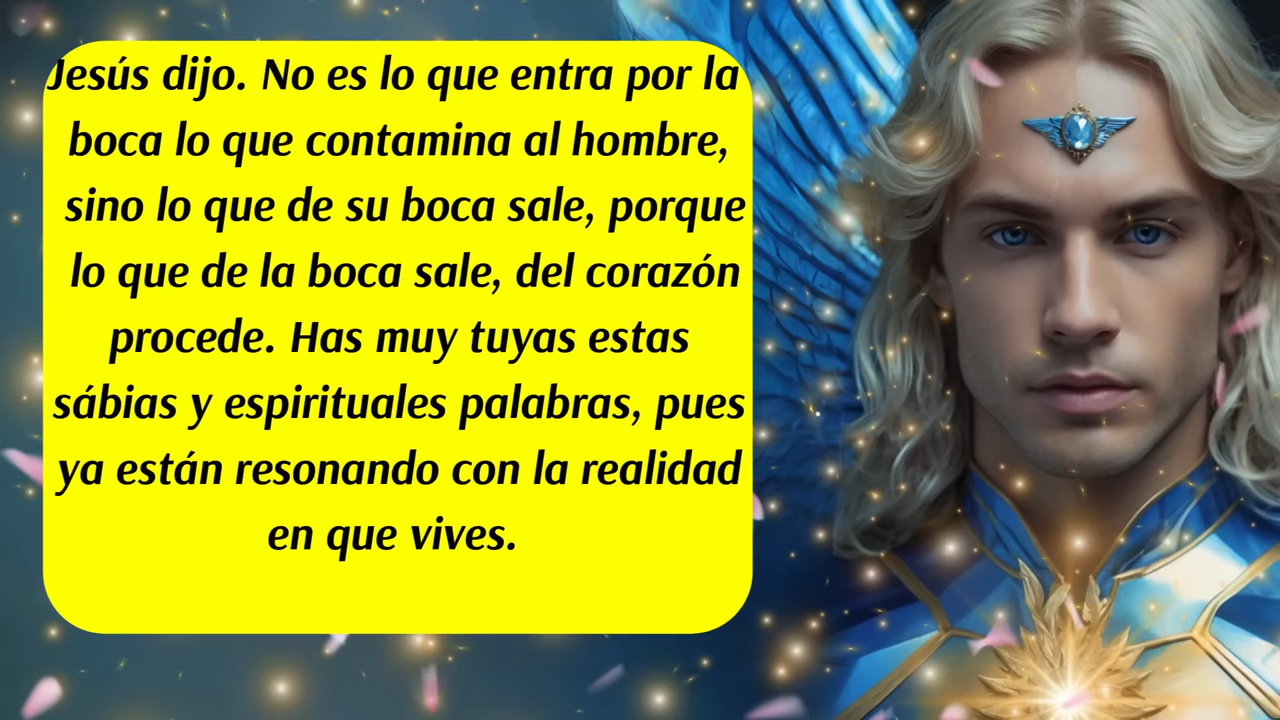 Jesús dijo. No es lo que entra por la
boca lo que contamina al hombre,
sino lo que de su boca sale, porque
lo que de la boca sale, del corazón
procede. Has muy tuyas estas
sábias y espirituales palabras, pues
ya están resonando con la realidad
en que vives.